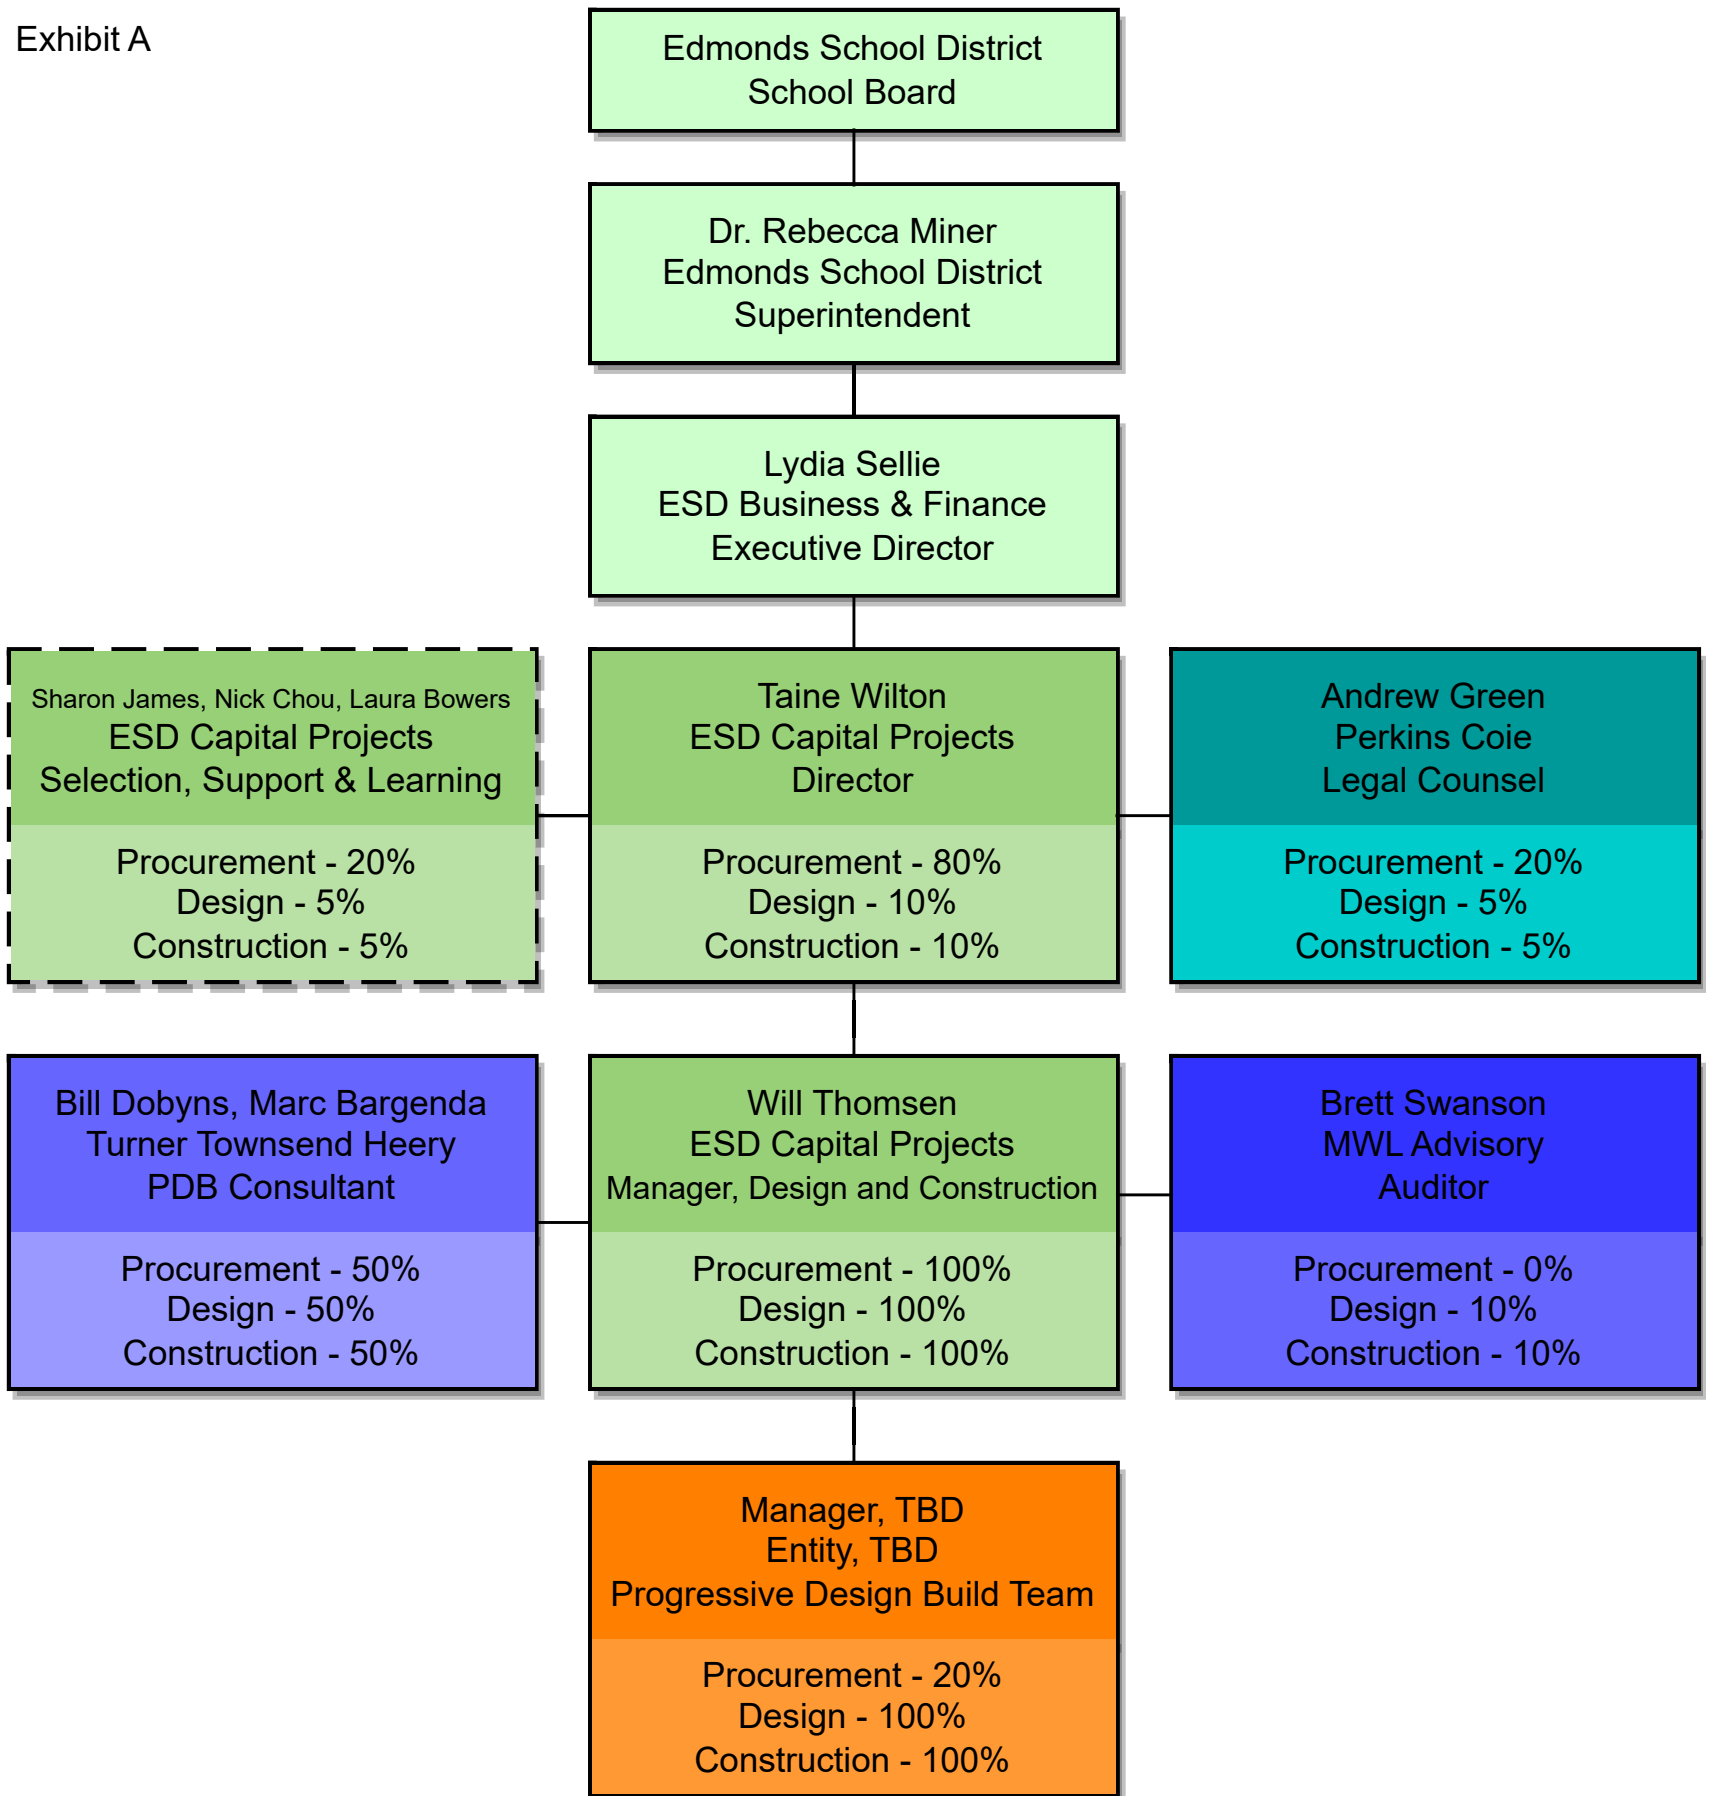 Exhibit A
Edmonds School District
School Board
Dr. Rebecca Miner
Edmonds School District
Superintendent
Lydia Sellie
ESD Business & Finance
Executive Director
Sharon James, Nick Chou, Laura Bowers
ESD Capital Projects
Selection, Support & Learning
Procurement - 20%
Design - 5%
Construction - 5%
Taine Wilton
ESD Capital Projects
Director
Procurement - 80%
Design - 10%
Construction - 10%
Andrew Green
Perkins Coie
Legal Counsel
Procurement - 20%
Design - 5%
Construction - 5%
Bill Dobyns, Marc Bargenda
Turner Townsend Heery
PDB Consultant
Procurement - 50%
Design - 50%
Construction - 50%
Will Thomsen
ESD Capital Projects
Manager, Design and Construction
Procurement - 100%
Design - 100%
Construction - 100%
Brett Swanson
MWL Advisory
Auditor
Procurement - 0%
Design - 10%
Construction - 10%
Manager, TBD
Entity, TBD
Progressive Design Build Team
Procurement - 20%
Design - 100%
Construction - 100%